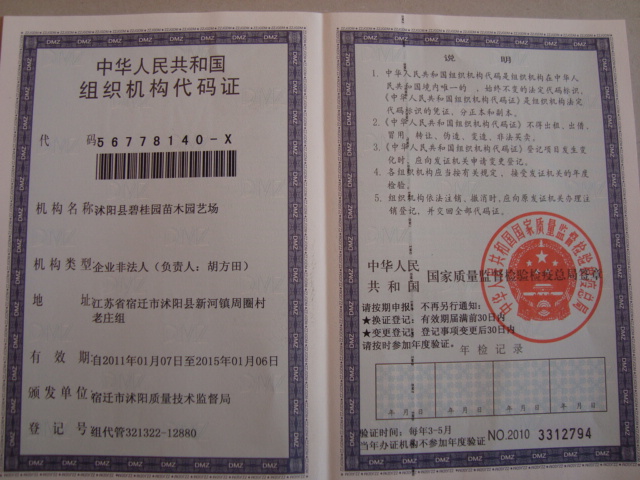 中华人民共和国
组织机构代码证
代 码 56778140-X
机构名称 沭阳县碧桂园苗木园艺场
机构类型 企业非法人（负责人：胡方田）
地 址 江苏省宿迁市沭阳县新河镇周圈村
老庄组
有 效 期 自2011年01月07日至2015年01月06日
颁发单位 宿迁市沭阳质量技术监督局
登 记 号 组代管321322-12880
说 明
1. 中华人民共和国组织机构代码是组织机构在中华人
民共和国境内唯一的、始终不变的法定代码标识,
《中华人民共和国组织机构代码证》是组织机构法定
代码标识的凭证，分正本和副本。
2.《中华人民共和国组织机构代码证》不得出租、出借、
冒用、转让、伪造、变造、非法买卖。
3.《中华人民共和国组织机构代码证》登记项目发生变
化时，应向发证机关申请变更登记。
4. 各组织机构应当按有关规定，接受发证机关的年度
检验。
5. 组织机构依法注销、撤消时，应向原发证机关办理注
销登记，并交回全部代码证。
中华人民
共 和 国 国家质量监督检验检疫总局签章
请按期申报，不再另行通知：
★换证登记：有效期届满前30日内
★变更登记：登记事项变更后30日内
请按时参加年度验证。
年 检 记 录
年 月 日 年 月 日 年 月 日 年 月 日
验证时间：每年3-5月
当年办证机构不参加年度验证 NO.2010 3312794